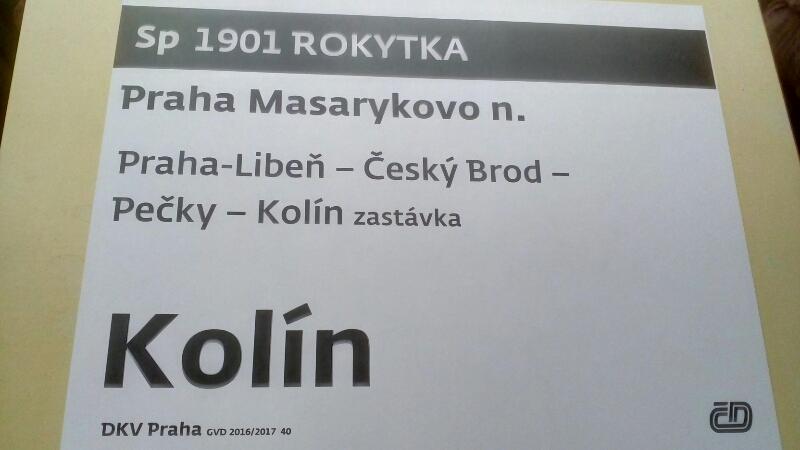 Sp 1901 ROKYTKA
Praha Masarykovo n.
Praha-Libeň – Český Brod –
Pečky – Kolín zastávka
Kolín
DKV Praha GVD 2016/2017 40
ČD